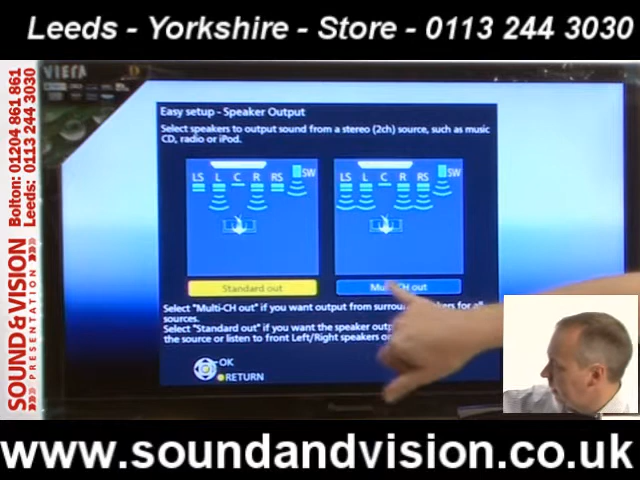 Leeds - Yorkshire - Store - 0113 244 3030
VIERA
Bolton: 01204 861 861
Leeds: 0113 244 3030
SOUND & VISION
PRESENTATION
Easy setup - Speaker Output
Select speakers to output sound from a stereo (2ch) source, such as music
CD, radio or iPod.
LS L C R RS SW
LS L C R RS SW
Standard out
Multi-CH out
Select "Multi-CH out" if you want output from surround speakers for all
sources.
Select "Standard out" if you want the speaker
the source or listen to front Left/Right speakers
OK
RETURN
www.soundandvision.co.uk